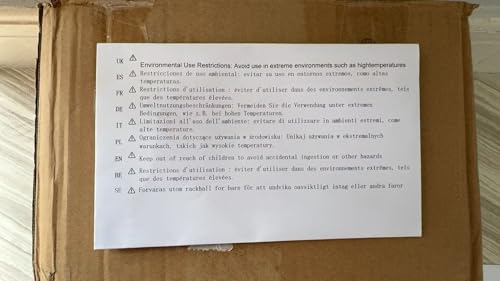 UK ⚠ Environmental Use Restrictions: Avoid use in extreme environments such as hightemperatures
ES ⚠ Restricciones de uso ambiental: evitar su uso en entornos extremos, como altas
temperaturas.
FR ⚠ Restrictions d'utilisation : éviter d'utiliser dans des environnements extrêmes, tels
que des températures élevées.
DE ⚠ Umweltnutzungsbeschränkungen: Vermeiden Sie die Verwendung unter extremen
Bedingungen, wie z.B. bei hohen Temperaturen.
IT ⚠ Limitazioni all'uso dell'ambiente: evitare di utilizzare in ambienti estremi, come
alte temperature.
PL ⚠ Ograniczenia dotyczące używania w środowisku: Unikaj używania w ekstremalnych
warunkach, takich jak wysokie temperatury.
EN ⚠ Keep out of reach of children to avoid accidental ingestion or other hazards
BE ⚠ Restrictions d'utilisation : éviter d'utiliser dans des environnements extrêmes, tels
que des températures élevées.
SE ⚠ Förvaras utom räckhåll för barn för att undvika oavsiktligt intag eller andra faror